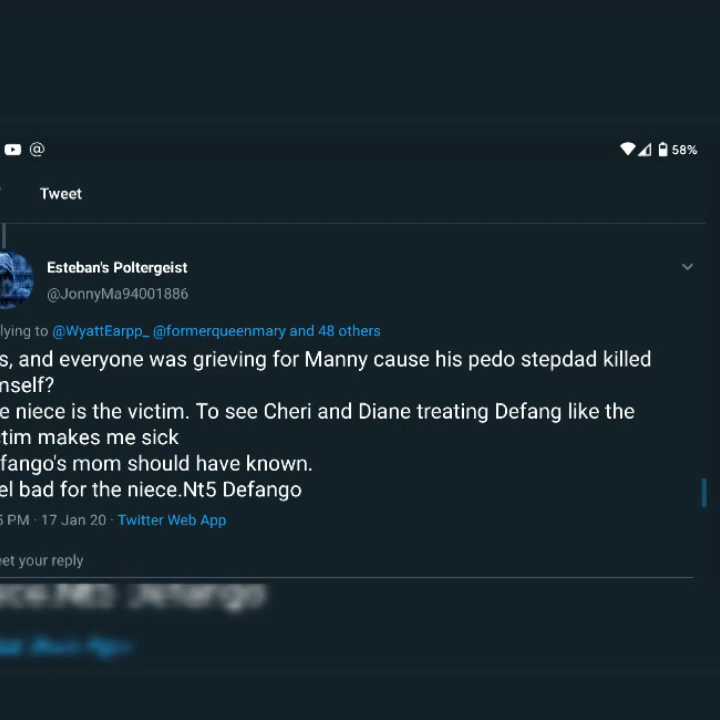 @ 58%
Tweet
Esteban's Poltergeist
@JonnyMa94001886
lying to @WyattEarpp_ @formerqueenmary and 48 others
s, and everyone was grieving for Manny cause his pedo stepdad killed
mself?
e niece is the victim. To see Cheri and Diane treating Defang like the
tim makes me sick
fango's mom should have known.
el bad for the niece.Nt5 Defango
5 PM · 17 Jan 20 · Twitter Web App
eet your reply